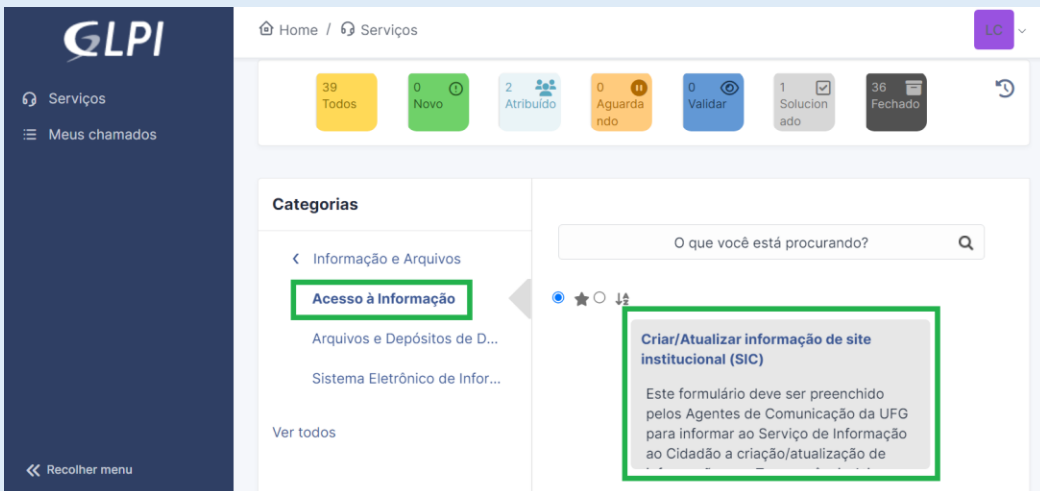 GLPI
Home / Serviços
LC
Serviços
Meus chamados
39
Todos
0
Novo
2
Atribuído
0
Aguarda
ndo
0
Validar
1
Solucion
ado
36
Fechado
Categorias
Informação e Arquivos
Acesso à Informação
Arquivos e Depósitos de D...
Sistema Eletrônico de Infor...
Ver todos
O que você está procurando?
Criar/Atualizar informação de site
institucional (SIC)
Este formulário deve ser preenchido
pelos Agentes de Comunicação da UFG
para informar ao Serviço de Informação
ao Cidadão a criação/atualização de
Recolher menu